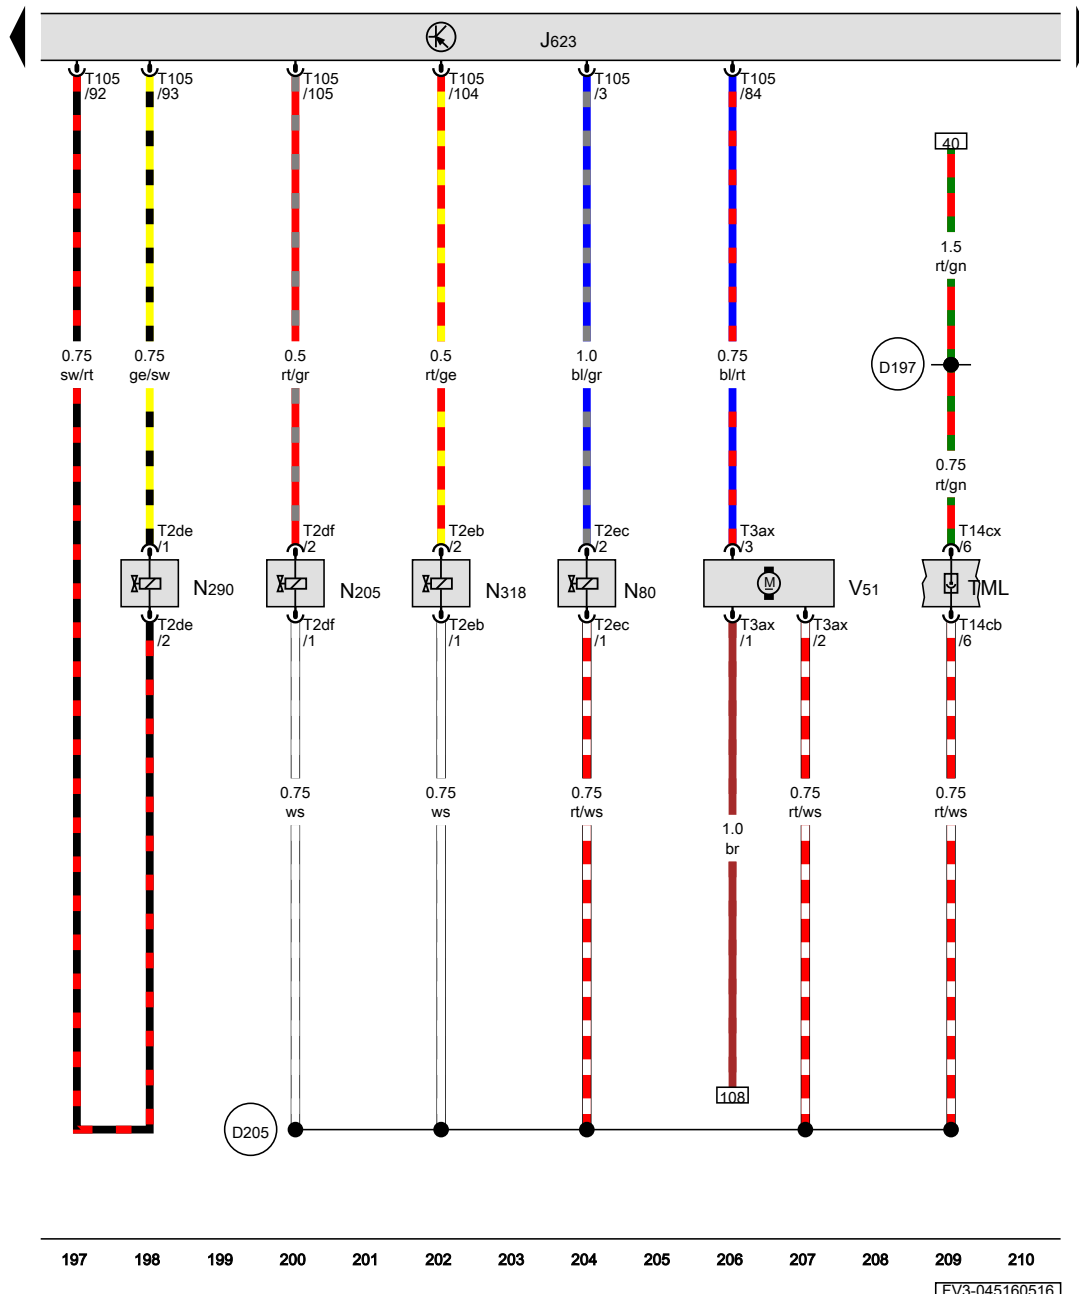 J623
T105 T105 T105 T105 T105 T105
/92 /93 /105 /104 /3 /84
40
1.5
rt/gn
0.75 0.75 0.5 0.5 1.0 0.75
sw/rt ge/sw rt/gr rt/ge bl/gr bl/rt
D197
0.75
rt/gn
T2de T2df T2eb T2ec T3ax T14cx
/1 /2 /2 /2 /3 /6
N290 N205 N318 N80 M V51 TML
T2de T2df T2eb T2ec T3ax T3ax T14cb
/2 /1 /1 /1 /1 /2 /6
0.75 0.75 0.75 0.75 0.75
ws ws rt/ws rt/ws rt/ws
1.0
br
108
D205
197 198 199 200 201 202 203 204 205 206 207 208 209 210
EV3-045160516